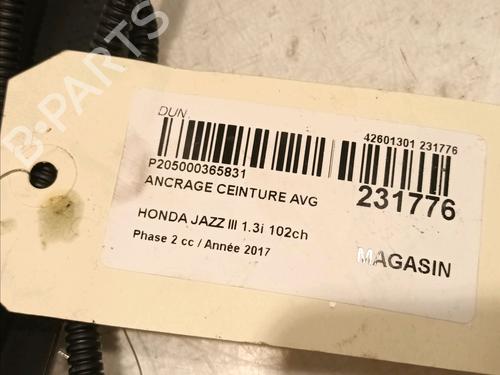 B-PARTS
DUN
42601301 231776
P205000365831
ANCRAGE CEINTURE AVG
231776
HONDA JAZZ III 1.3i 102ch
Phase 2 cc / Année 2017
MAGASIN